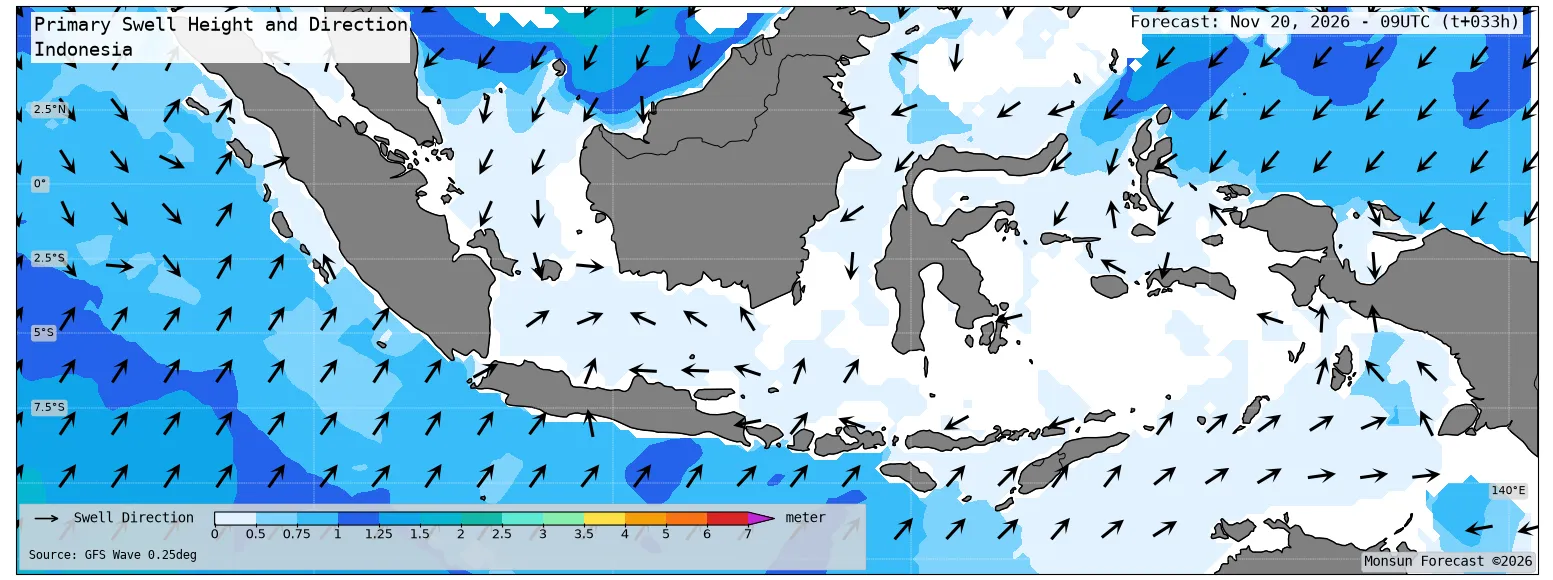 Primary Swell Height and Direction
Indonesia
Forecast: Nov 20, 2026 - 09UTC (t+033h)
2.5°N
0°
2.5°S
5°S
7.5°S
140°E
Swell Direction
0 0.5 0.75 1 1.25 1.5 2 2.5 3 3.5 4 5 6 7
meter
Source: GFS Wave 0.25deg
Monsun Forecast ©2026